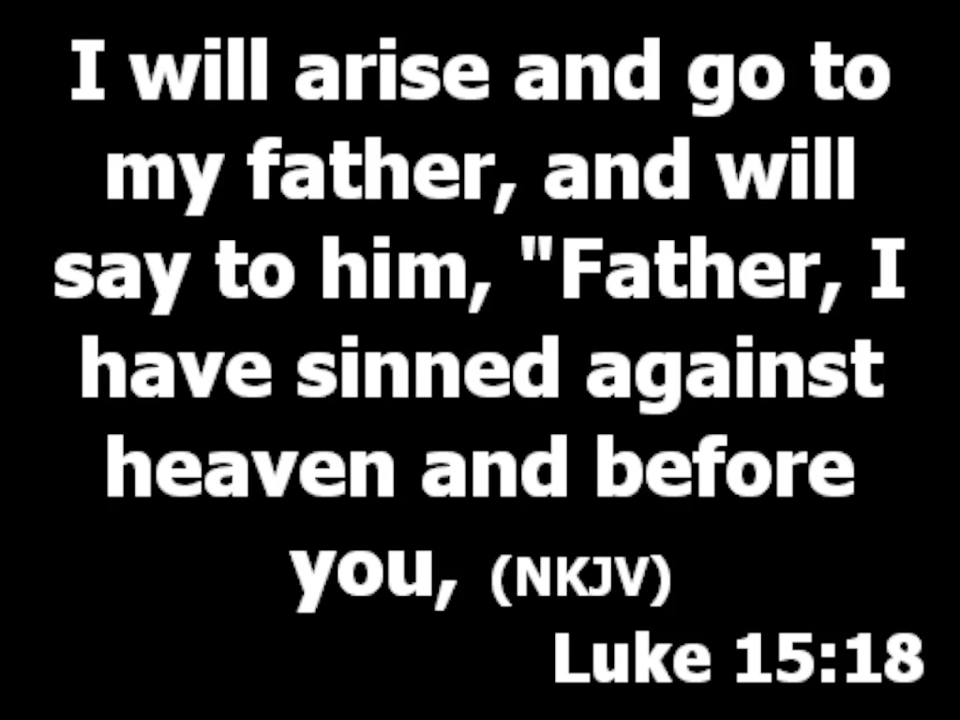 I will arise and go to
my father, and will
say to him, "Father, I
have sinned against
heaven and before
you, (NKJV)
Luke 15:18